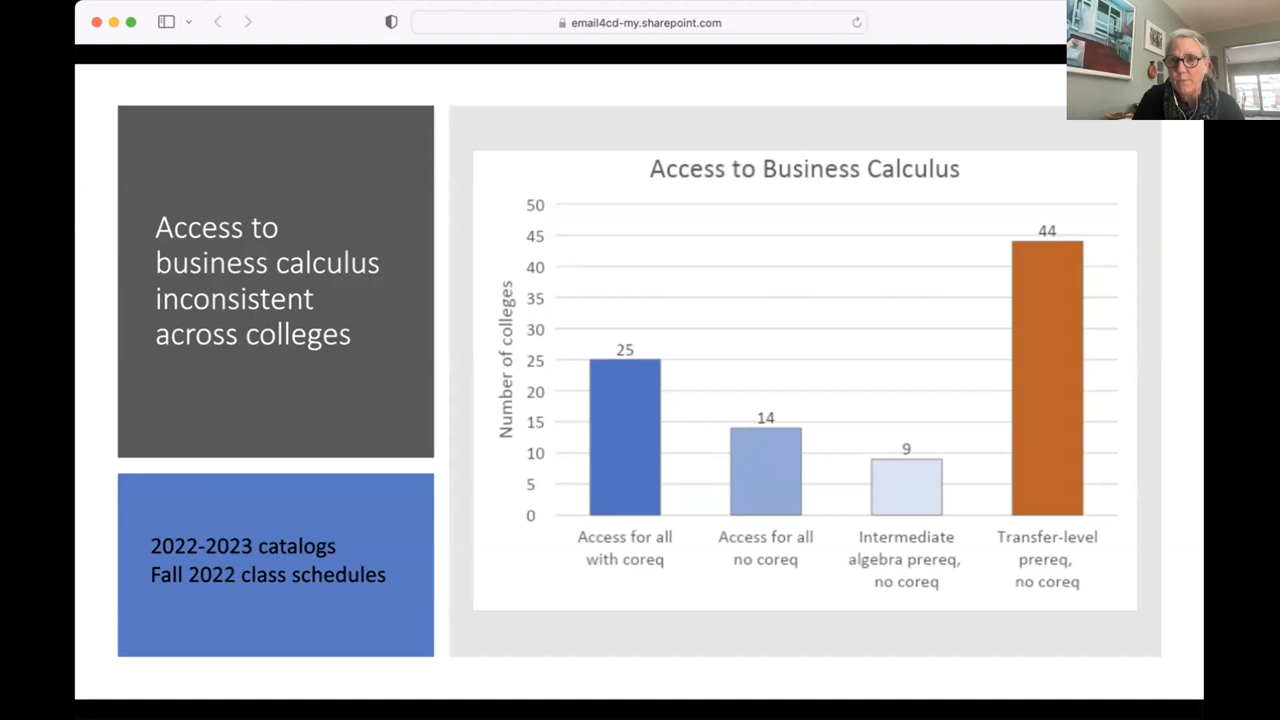 email4cd-my.sharepoint.com
Access to
business calculus
inconsistent
across colleges
2022-2023 catalogs
Fall 2022 class schedules
Access to Business Calculus
Number of colleges
50
45
40
35
30
25
20
15
10
5
0
25
14
9
44
Access for all
with coreq
Access for all
no coreq
Intermediate
algebra prereq,
no coreq
Transfer-level
prereq,
no coreq